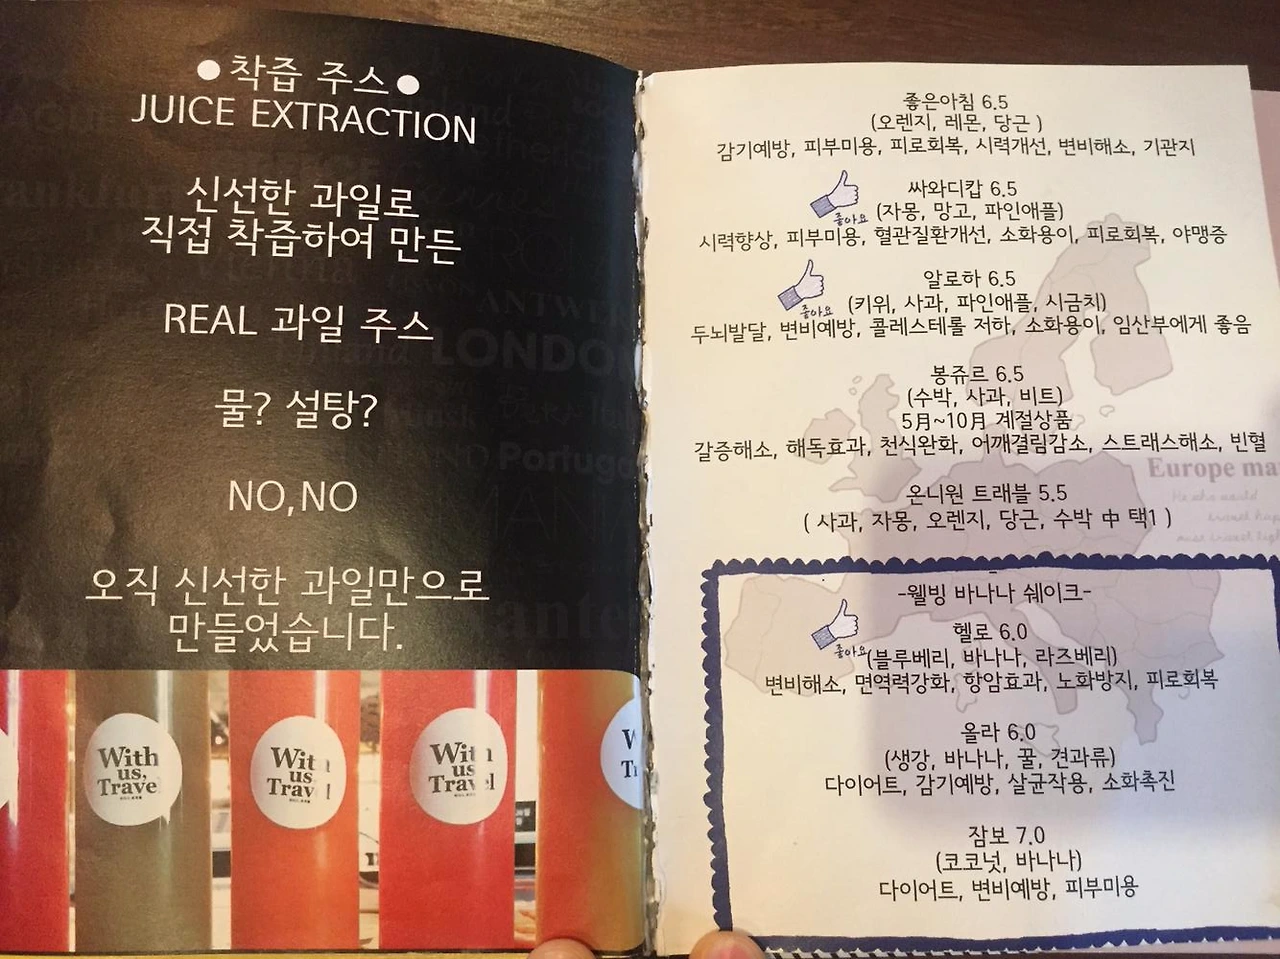 ●착즙 주스●
JUICE EXTRACTION
신선한 과일로
직접 착즙하여 만든
REAL 과일 주스
물? 설탕?
NO,NO
오직 신선한 과일만으로
만들었습니다.
With
us,
Travel
With
us
Travel
With
us
Travel
좋은아침 6.5
(오렌지, 레몬, 당근 )
감기예방, 피부미용, 피로회복, 시력개선, 변비해소, 기관지
싸와디캅 6.5
좋아요 (자몽, 망고, 파인애플)
시력향상, 피부미용, 혈관질환개선, 소화용이, 피로회복, 야맹증
알로하 6.5
좋아요 (키위, 사과, 파인애플, 시금치)
두뇌발달, 변비예방, 콜레스테롤 저하, 소화용이, 임산부에게 좋음
봉쥬르 6.5
(수박, 사과, 비트)
5月~10月 계절상품
갈증해소, 해독효과, 천식완화, 어깨결림감소, 스트래스해소, 빈혈
Europe ma
온니원 트래블 5.5
( 사과, 자몽, 오렌지, 당근, 수박 中 택1 )
-웰빙 바나나 쉐이크-
헬로 6.0
좋아요 (블루베리, 바나나, 라즈베리)
변비해소, 면역력강화, 항암효과, 노화방지, 피로회복
올라 6.0
(생강, 바나나, 꿀, 견과류)
다이어트, 감기예방, 살균작용, 소화촉진
잠보 7.0
(코코넛, 바나나)
다이어트, 변비예방, 피부미용
LONDON
Portugal